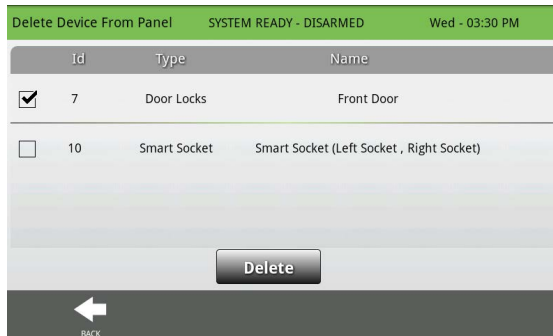 Delete Device From Panel SYSTEM READY - DISARMED Wed - 03:30 PM
Id Type Name
7 Door Locks Front Door
10 Smart Socket Smart Socket (Left Socket , Right Socket)
Delete
BACK